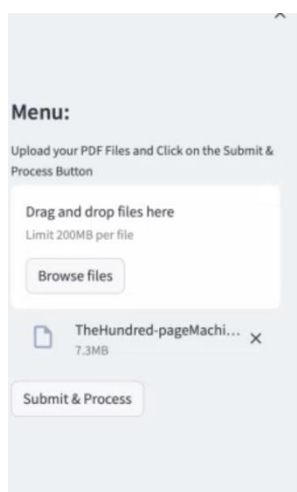 Menu:
Upload your PDF Files and Click on the Submit &
Process Button
Drag and drop files here
Limit 200MB per file
Browse files
TheHundred-pageMachi...
7.3MB
Submit & Process